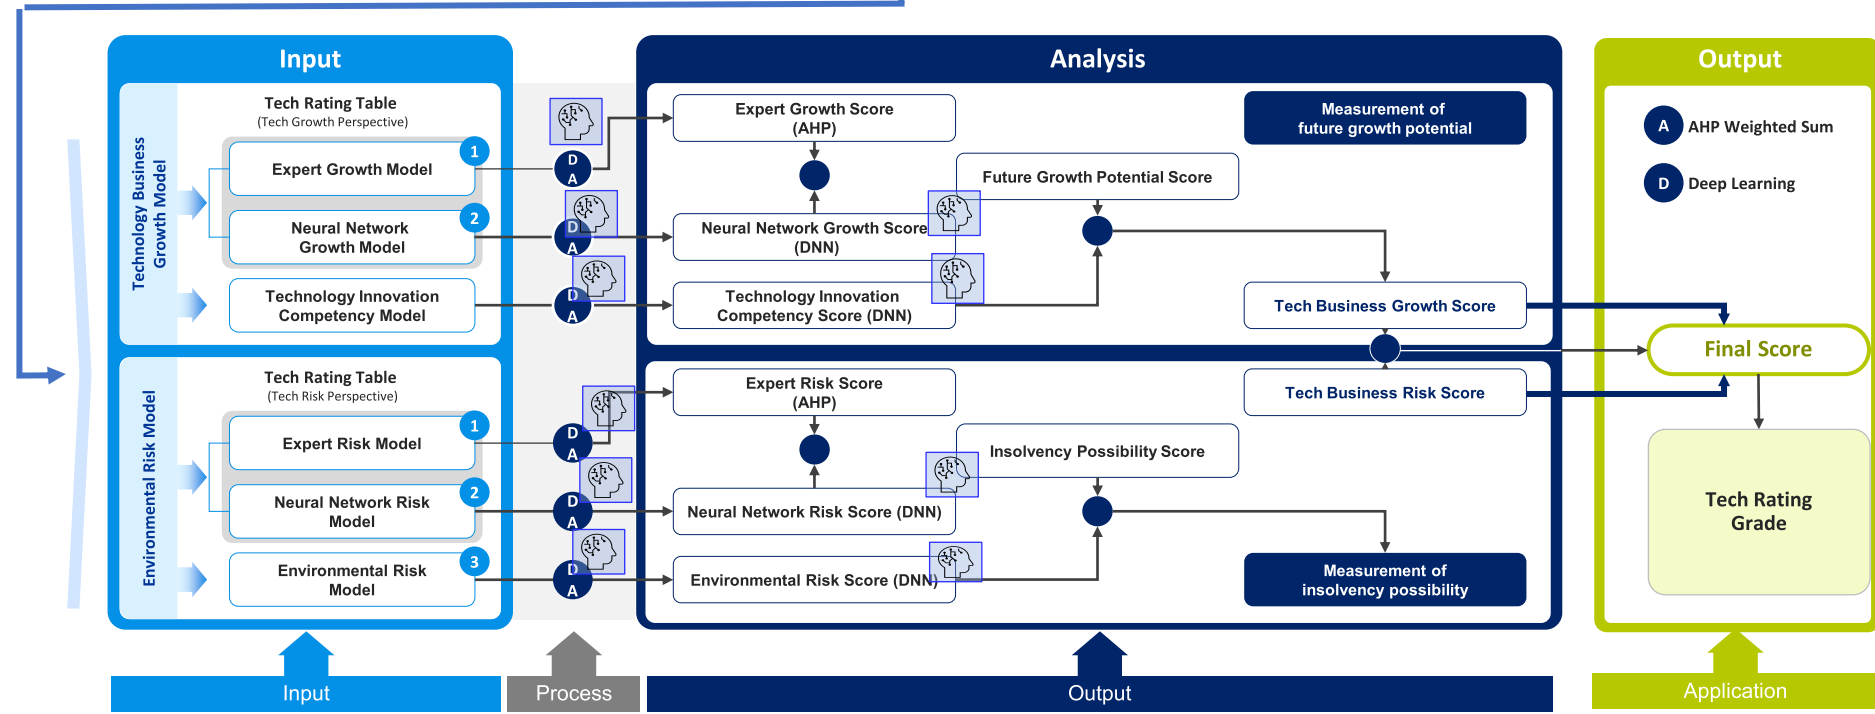 Input
Analysis
Output
Technology Business
Growth Model
Tech Rating Table
(Tech Growth Perspective)
1
Expert Growth Model
2
Neural Network
Growth Model
Technology Innovation
Competency Model
D
A
D
A
D
A
Expert Growth Score
(AHP)
Neural Network Growth Score
(DNN)
Technology Innovation
Competency Score (DNN)
Future Growth Potential Score
Measurement of
future growth potential
Tech Business Growth Score
Environmental Risk Model
Tech Rating Table
(Tech Risk Perspective)
1
Expert Risk Model
2
Neural Network Risk
Model
3
Environmental Risk
Model
D
A
D
A
D
A
Expert Risk Score
(AHP)
Neural Network Risk Score (DNN)
Environmental Risk Score (DNN)
Insolvency Possibility Score
Tech Business Risk Score
Measurement of
insolvency possibility
A
AHP Weighted Sum
D
Deep Learning
Final Score
Tech Rating
Grade
Input
Process
Output
Application